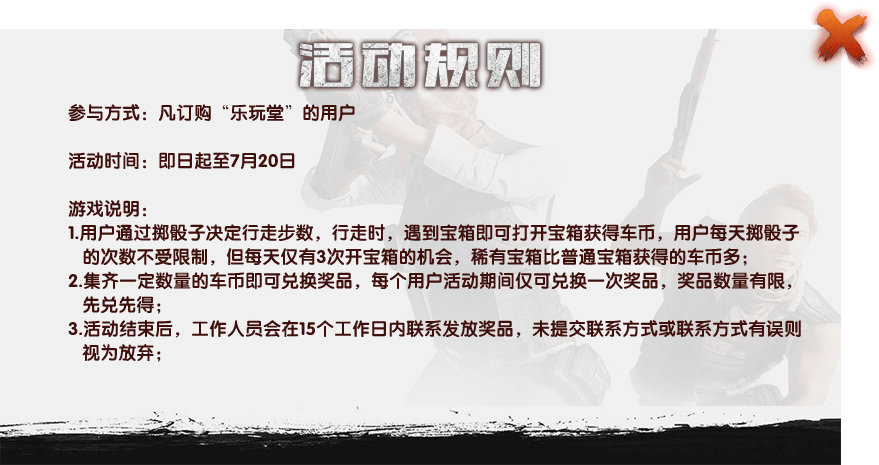 活动规则
参与方式：凡订购“乐玩堂”的用户
活动时间：即日起至7月20日
游戏说明：
1.用户通过掷骰子决定行走步数，行走时，遇到宝箱即可打开宝箱获得车币，用户每天掷骰子
的次数不受限制，但每天仅有3次开宝箱的机会，稀有宝箱比普通宝箱获得的车币多；
2.集齐一定数量的车币即可兑换奖品，每个用户活动期间仅可兑换一次奖品，奖品数量有限，
先兑先得；
3.活动结束后，工作人员会在15个工作日内联系发放奖品，未提交联系方式或联系方式有误则
视为放弃；